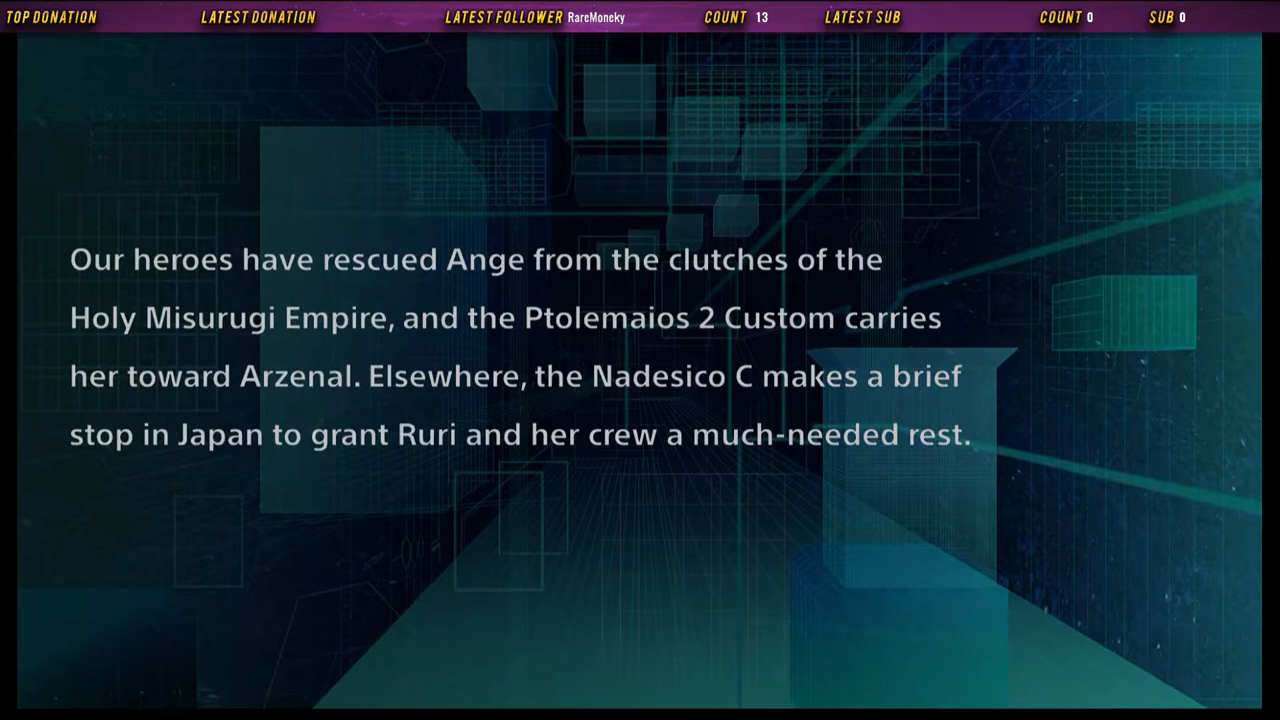 TOP DONATION LATEST DONATION LATEST FOLLOWER RareMoneky COUNT 13 LATEST SUB COUNT 0 SUB 0
Our heroes have rescued Ange from the clutches of the
Holy Misurugi Empire, and the Ptolemaios 2 Custom carries
her toward Arzenal. Elsewhere, the Nadesico C makes a brief
stop in Japan to grant Ruri and her crew a much-needed rest.